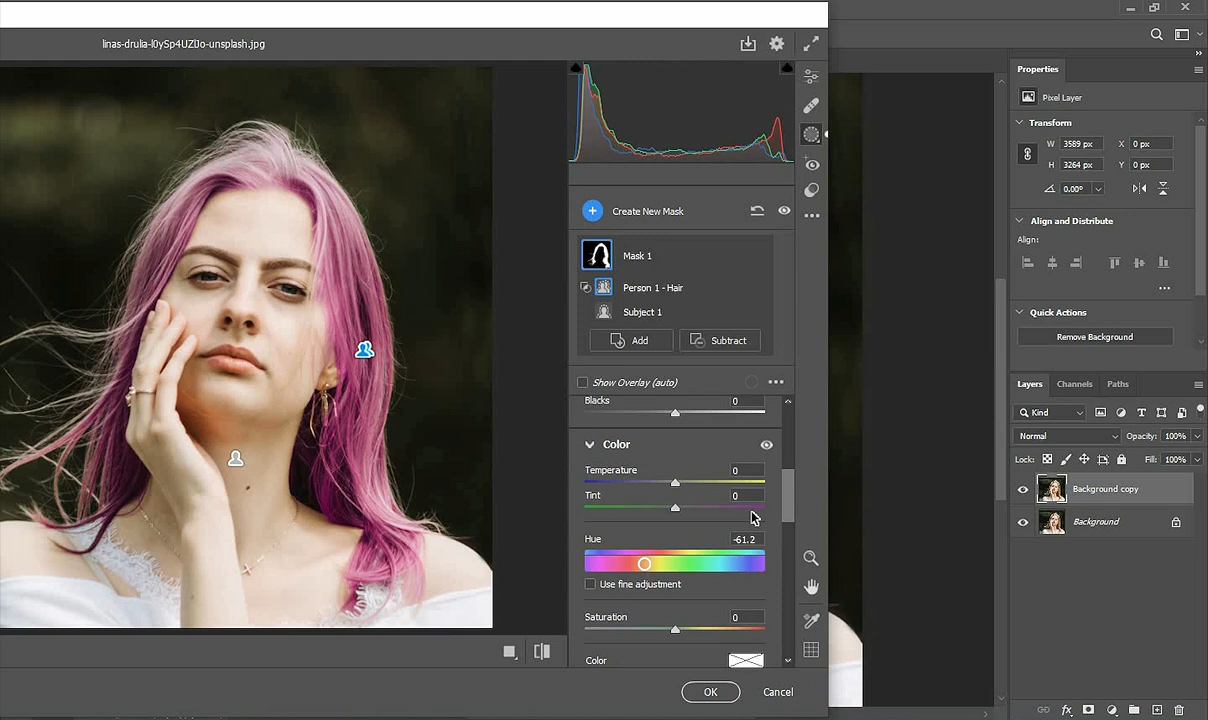 linas-drulia-l0ySp4UZlJo-unsplash.jpg
Create New Mask
Mask 1
Person 1 - Hair
Subject 1
Add
Subtract
Show Overlay (auto)
Blacks
0
Color
Temperature
0
Tint
0
Hue
-61.2
Use fine adjustment
Saturation
0
Color
OK
Cancel
Properties
Pixel Layer
Transform
W
3589 px
X
0 px
H
3264 px
Y
0 px
0.00°
Align and Distribute
Align:
Quick Actions
Remove Background
Layers
Channels
Paths
Kind
Normal
Opacity:
100%
Lock:
Fill:
100%
Background copy
Background
fx